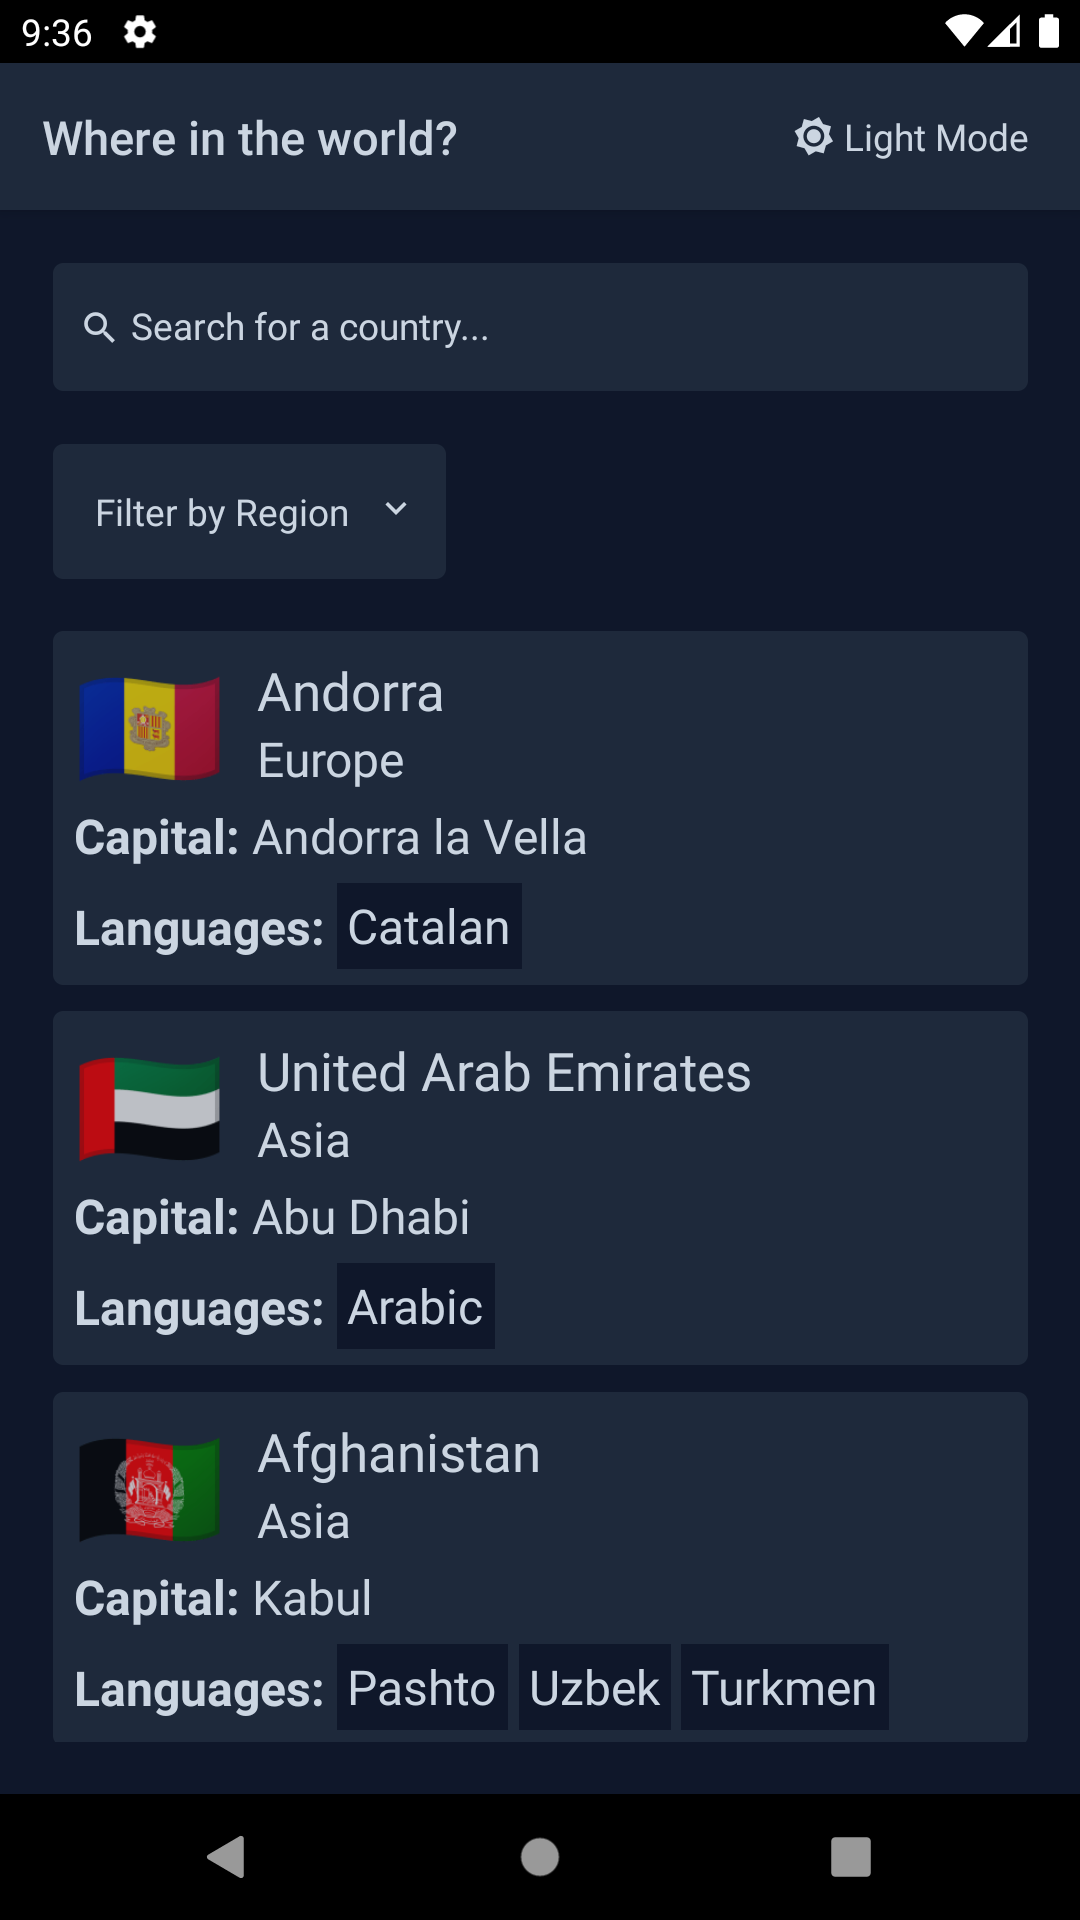 9:36
Where in the world?
Light Mode
Search for a country...
Filter by Region
Andorra
Europe
Capital: Andorra la Vella
Languages: Catalan
United Arab Emirates
Asia
Capital: Abu Dhabi
Languages: Arabic
Afghanistan
Asia
Capital: Kabul
Languages: Pashto Uzbek Turkmen